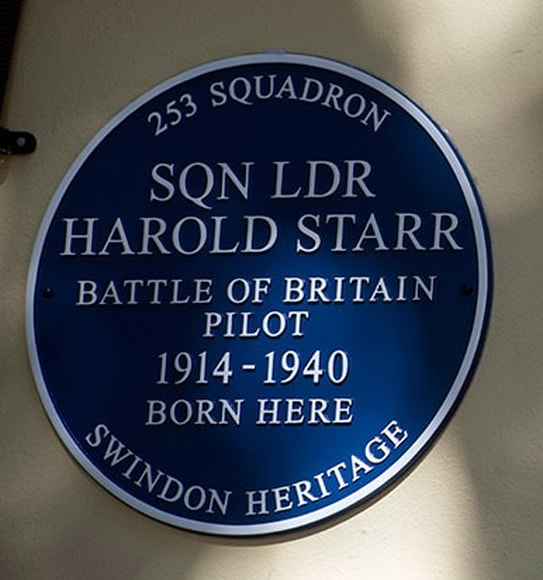 253 SQUADRON
SQN LDR
HAROLD STARR
BATTLE OF BRITAIN
PILOT
1914-1940
BORN HERE
SWINDON HERITAGE